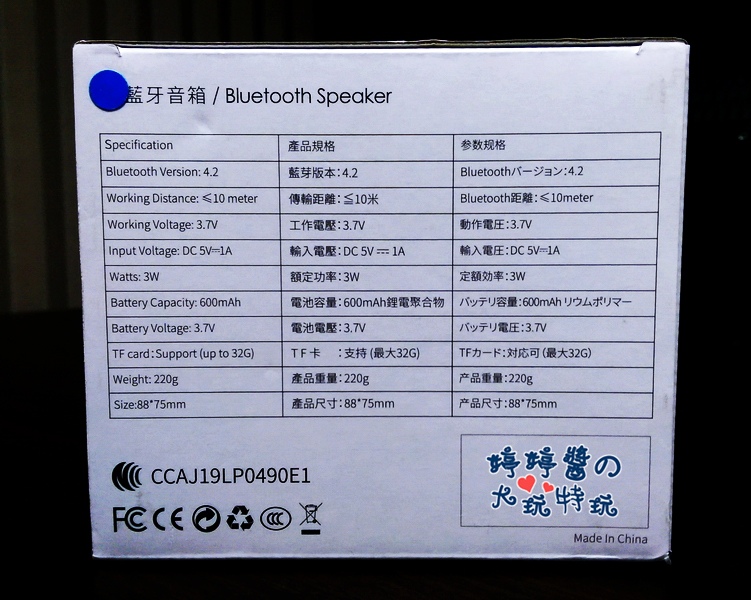 藍牙音箱 / Bluetooth Speaker
Specification 產品規格 参数规格
Bluetooth Version: 4.2 藍芽版本:4.2 Bluetoothバージョン:4.2
Working Distance: ≤10 meter 傳輸距離:≦10米 Bluetooth距離:≤10meter
Working Voltage: 3.7V 工作電壓:3.7V 動作電圧:3.7V
Input Voltage: DC 5V⎓1A 輸入電壓:DC 5V ⎓ 1A 輸入電圧:DC 5V⎓1A
Watts: 3W 額定功率:3W 定額効率:3W
Battery Capacity: 600mAh 電池容量:600mAh鋰電聚合物 バッテリ容量:600mAh リウムポリマー
Battery Voltage: 3.7V 電池電壓:3.7V バッテリ電圧:3.7V
TF card: Support (up to 32G) TF卡 :支持 (最大32G) TFカード:対応可 (最大32G)
Weight: 220g 產品重量:220g 产品重量:220g
Size:88*75mm 產品尺寸:88*75mm 产品尺寸:88*75mm
CCAJ19LP0490E1
FC CE CCC
婷婷醬の
犬玩特玩
Made In China